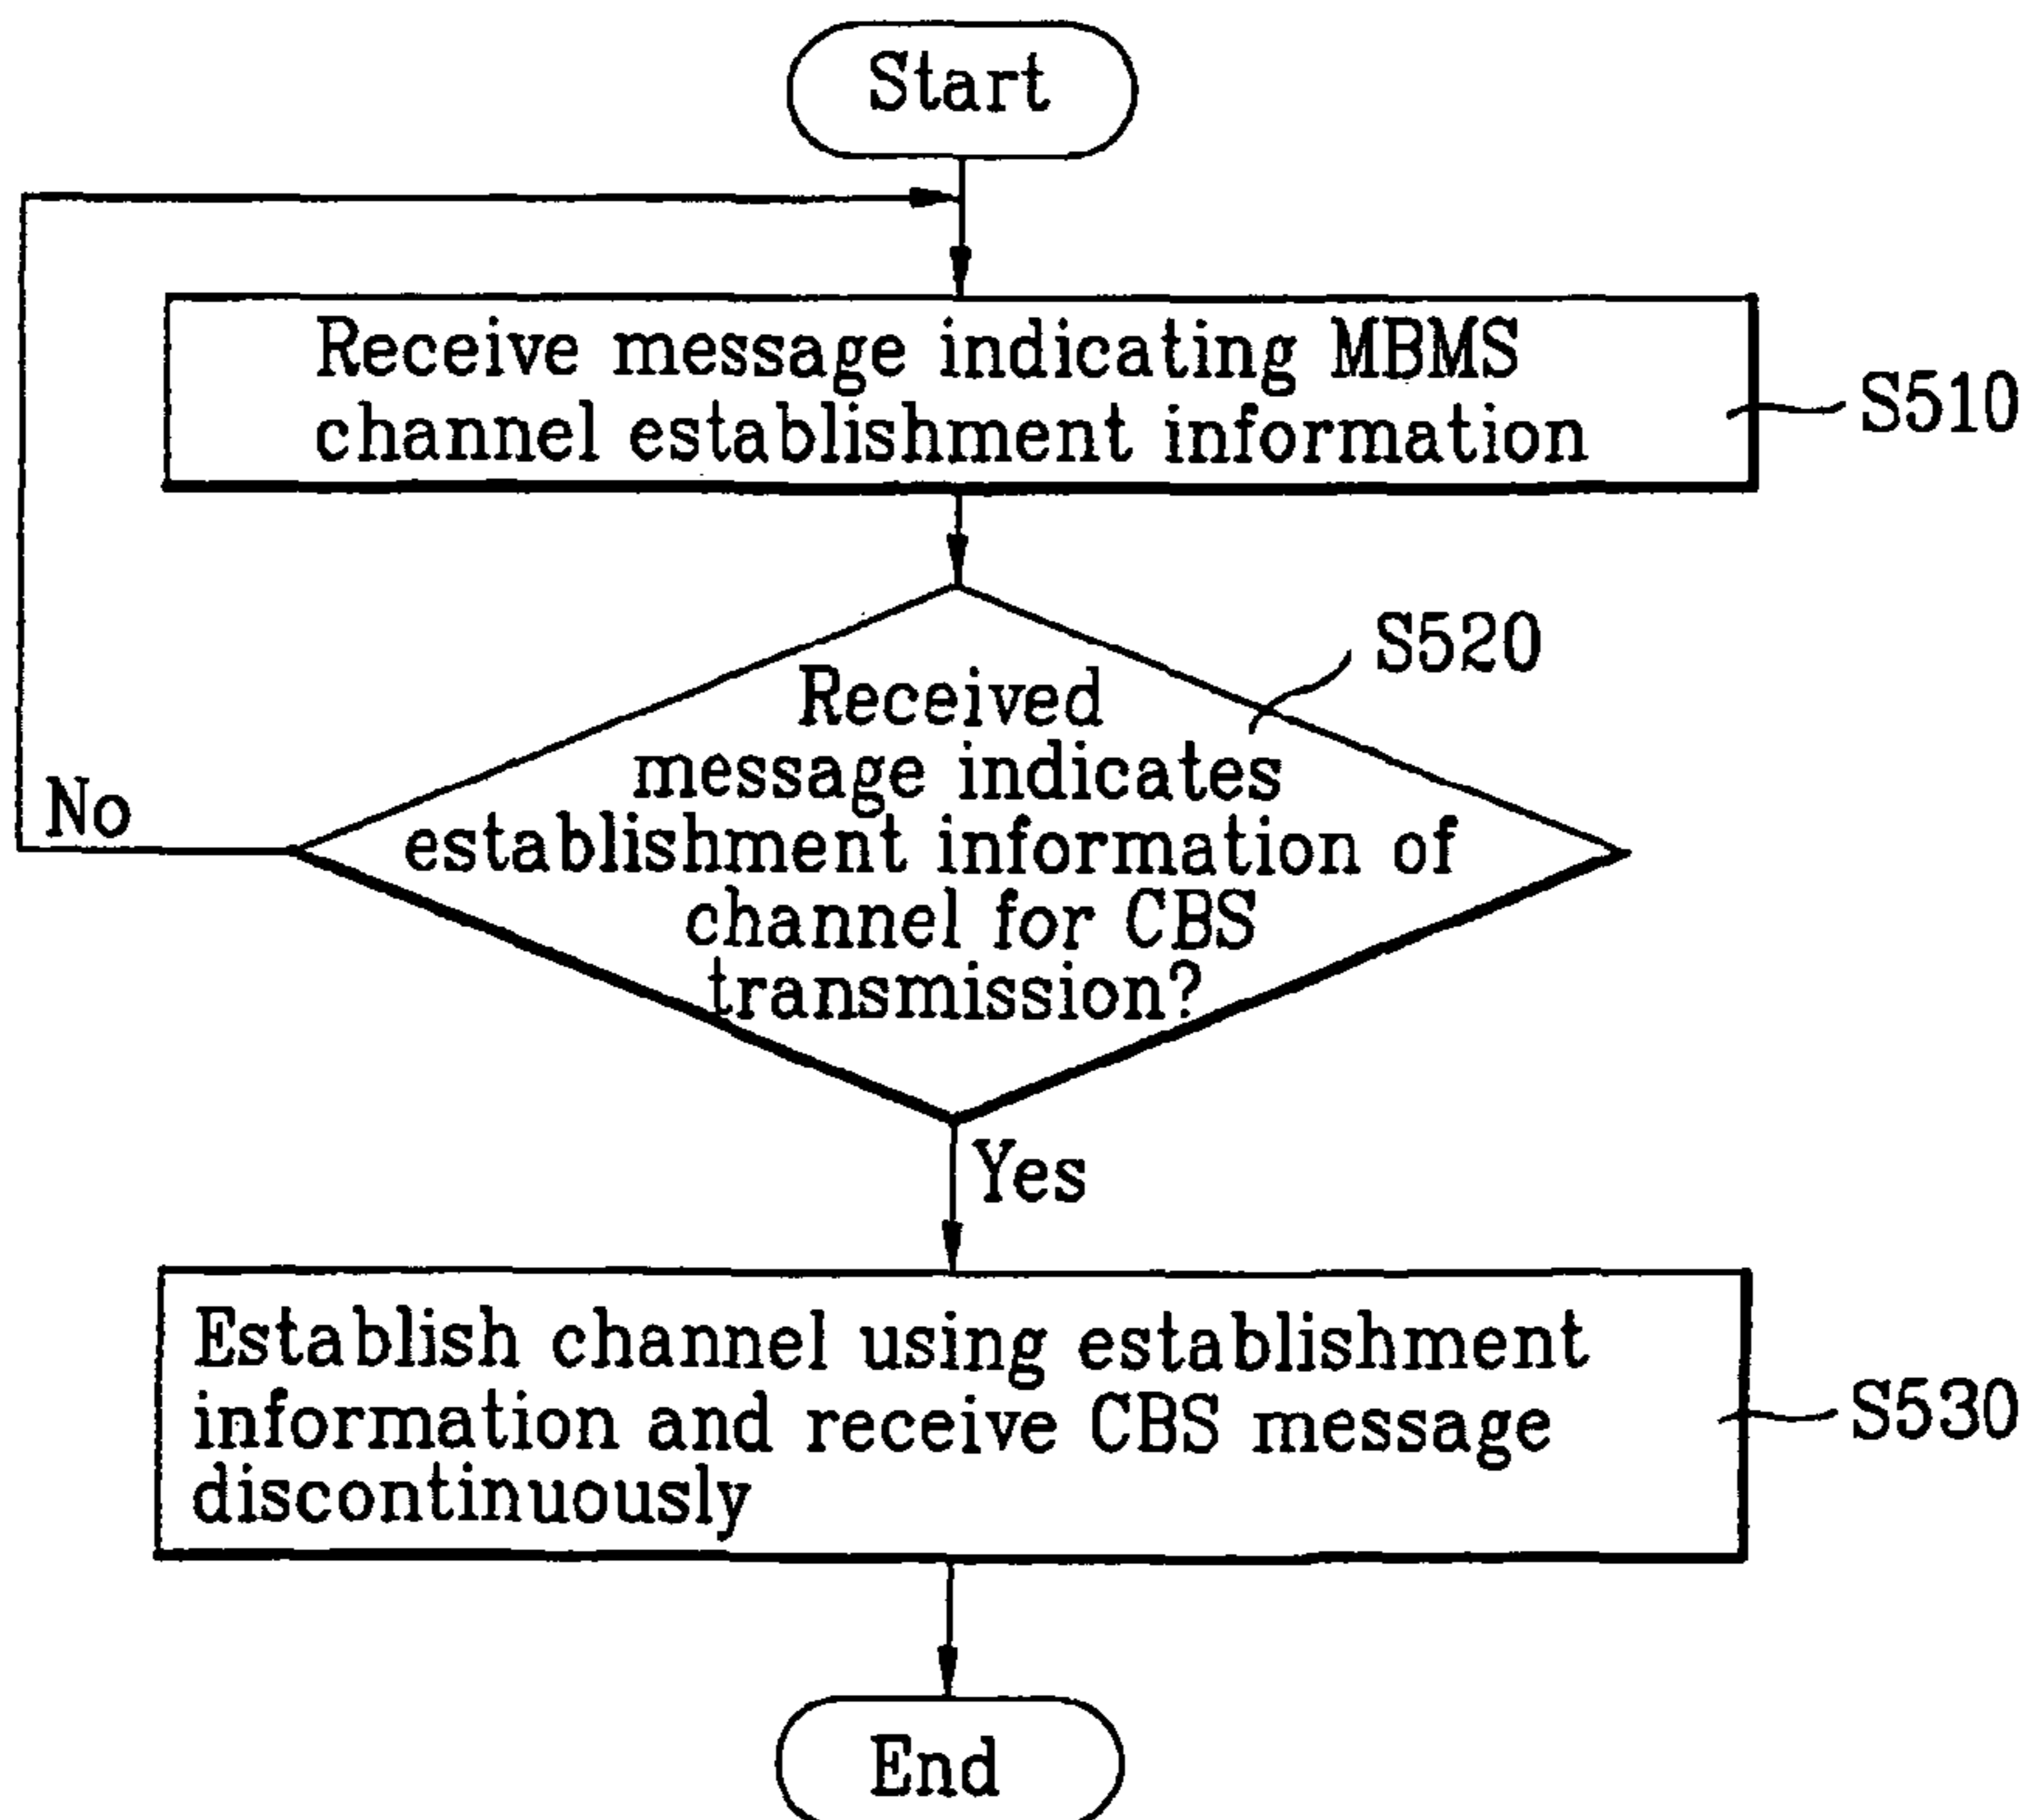 Start
Receive message indicating MBMS
channel establishment information
S510
S520
Received
message indicates
establishment information of
channel for CBS
transmission?
No
Yes
Establish channel using establishment
information and receive CBS message
discontinuously
S530
End